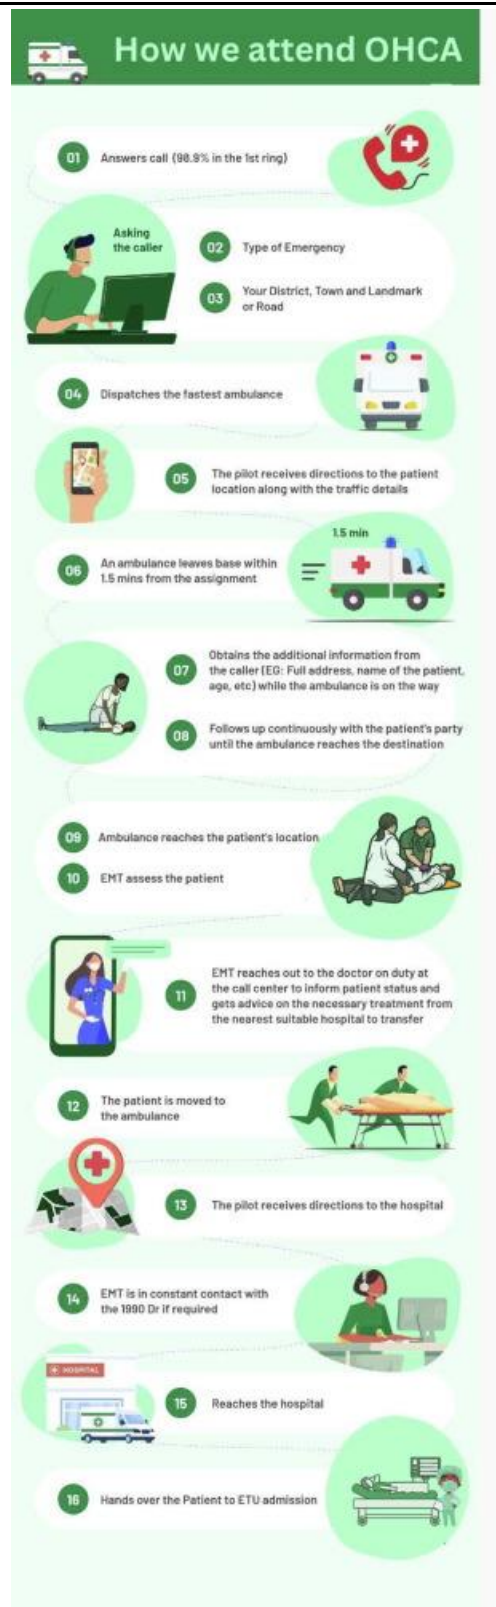 How we attend OHCA
01
Answers call (98.9% in the 1st ring)
Asking
the caller
02
Type of Emergency
03
Your District, Town and Landmark
or Road
04
Dispatches the fastest ambulance
05
The pilot receives directions to the patient
location along with the traffic details
1.5 min
06
An ambulance leaves base within
1.5 mins from the assignment
07
Obtains the additional information from
the caller (EG: Full address, name of the patient,
age, etc) while the ambulance is on the way
08
Follows up continuously with the patient's party
until the ambulance reaches the destination
09
Ambulance reaches the patient's location
10
EMT assess the patient
11
EMT reaches out to the doctor on duty at
the call center to inform patient status and
gets advice on the necessary treatment from
the nearest suitable hospital to transfer
12
The patient is moved to
the ambulance
13
The pilot receives directions to the hospital
14
EMT is in constant contact with
the 1990 Dr if required
HOSPITAL
15
Reaches the hospital
16
Hands over the Patient to ETU admission